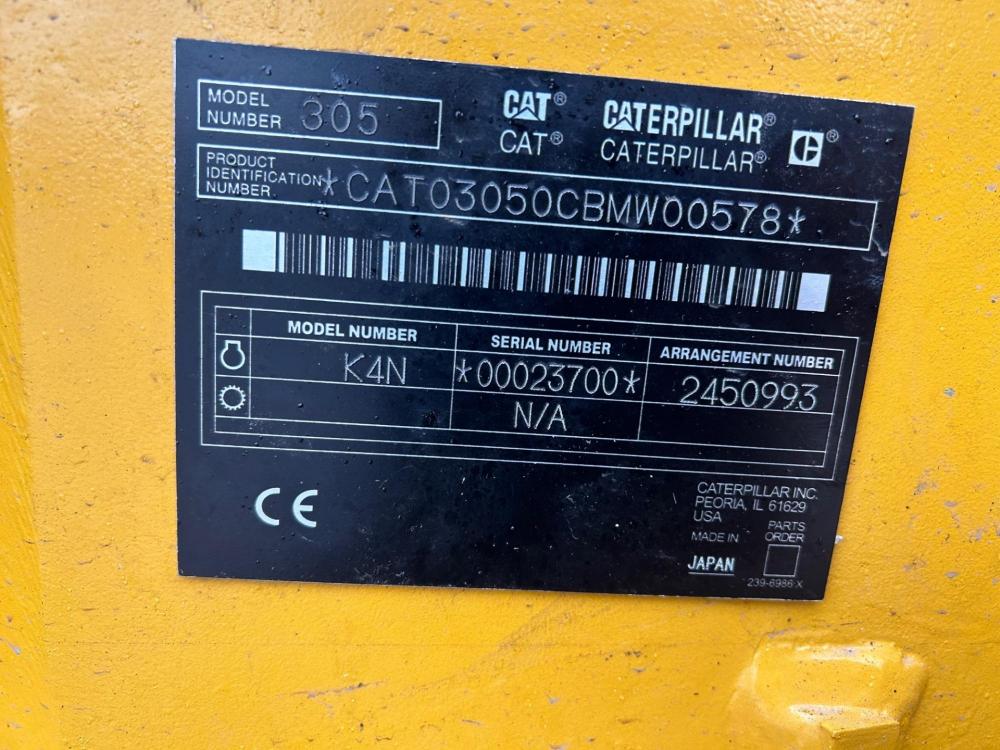 MODEL NUMBER 305
CAT® CATERPILLAR® ®
CAT® CATERPILLAR®
PRODUCT
IDENTIFICATION
NUMBER *CAT03050CBMW00578*
MODEL NUMBER SERIAL NUMBER ARRANGEMENT NUMBER
K4N *00023700* 2450993
N/A
CE
CATERPILLAR INC.
PEORIA, IL 61629
USA
MADE IN JAPAN
PARTS ORDER
239-6986 X